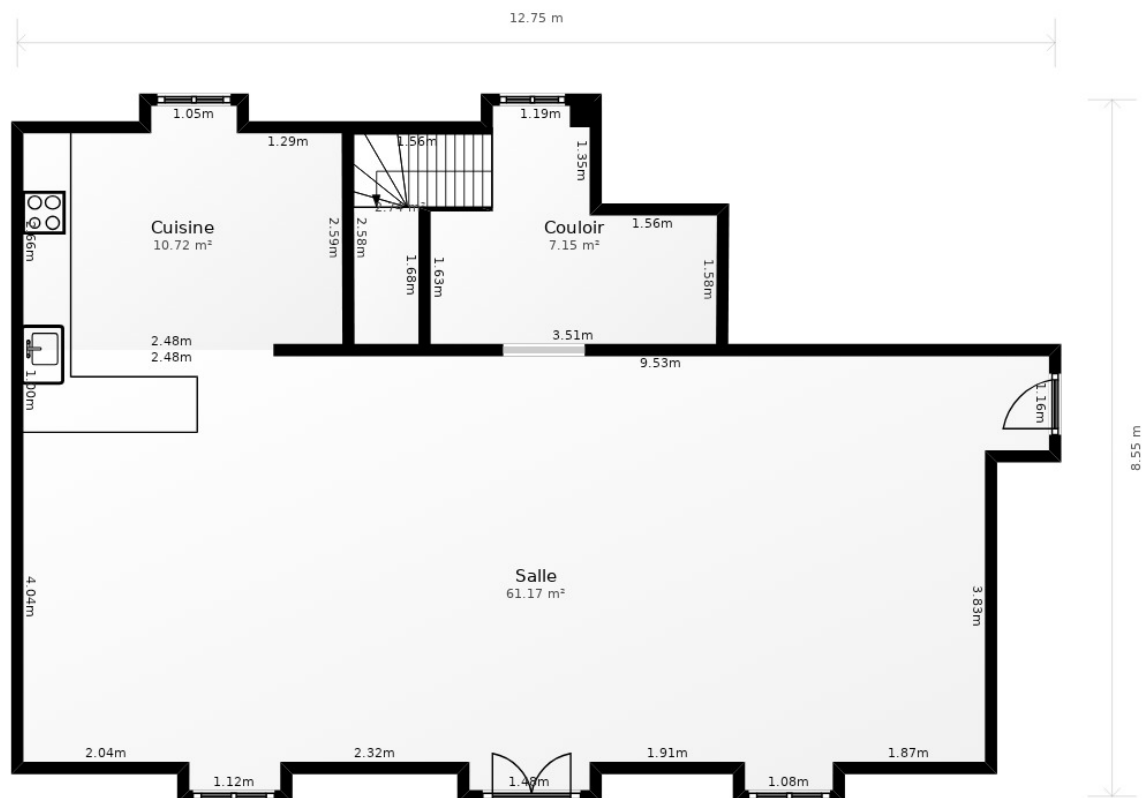 12.75 m
1.05m
1.19m
1.29m
1.56m
1.35m
Cuisine
10.72 m²
2.66m
2.59m
2.58m
1.68m
1.63m
Couloir
7.15 m²
1.56m
1.58m
2.48m
2.48m
3.51m
9.53m
1.00m
1.16m
8.55 m
Salle
61.17 m²
4.04m
3.83m
2.04m
2.32m
1.91m
1.87m
1.12m
1.48m
1.08m